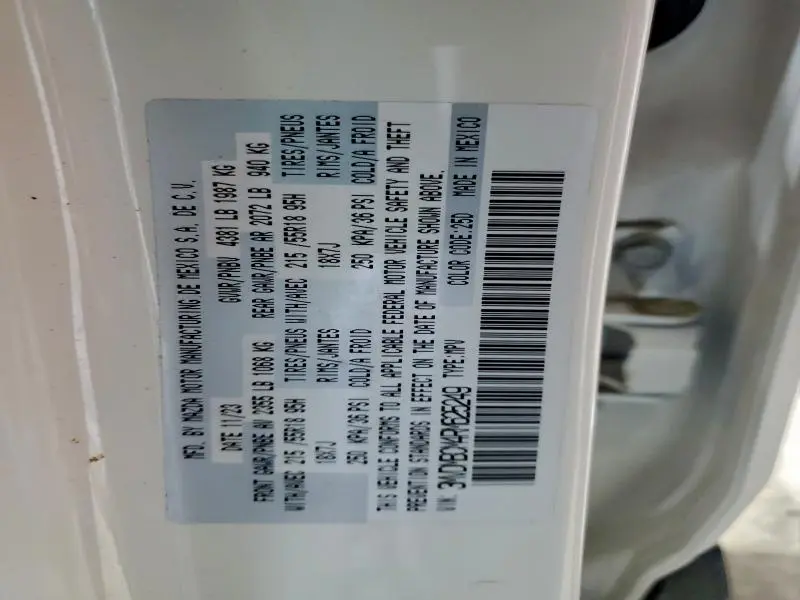 MFD. BY MAZDA MOTOR MANUFACTURING DE MEXICO S.A. DE C.V.
DATE 11/23 GVWR/PNBV 4381 LB 1987 KG
FRONT GAWR/PNBE AV 2355 LB 1068 KG REAR GAWR/PNBE AR 2072 LB 940 KG
WITH/AVEC 215 /55R18 95H TIRES/PNEUS WITH/AVEC 215 /55R18 95H TIRES/PNEUS
18X7J RIMS/JANTES 18X7J RIMS/JANTES
250 KPA/36 PSI COLD/A FROID 250 KPA/36 PSI COLD/A FROID
THIS VEHICLE CONFORMS TO ALL APPLICABLE FEDERAL MOTOR VEHICLE SAFETY AND THEFT
PREVENTION STANDARDS IN EFFECT ON THE DATE OF MANUFACTURE SHOWN ABOVE.
VIN: TYPE:MPV COLOR CODE:25D MADE IN MEXICO